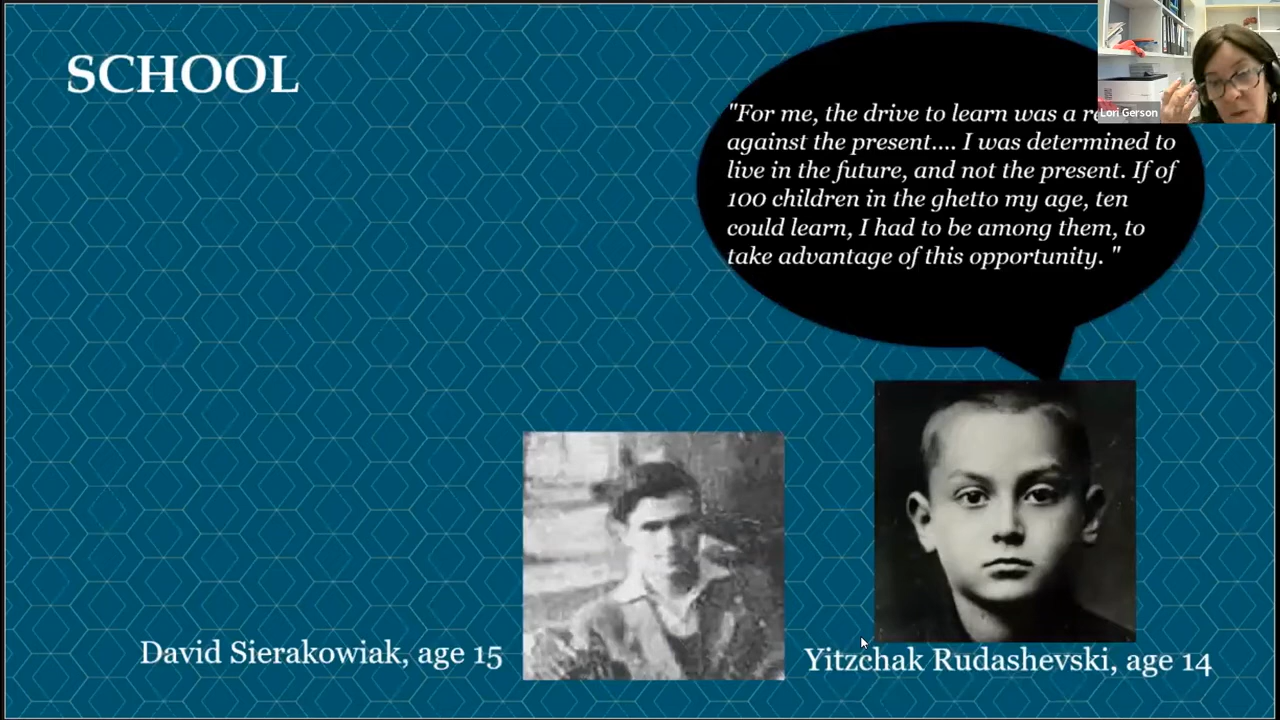 SCHOOL
Lori Gerson
"For me, the drive to learn was a
against the present.... I was determined to
live in the future, and not the present. If of
100 children in the ghetto my age, ten
could learn, I had to be among them, to
take advantage of this opportunity. "
David Sierakowiak, age 15
Yitzchak Rudashevski, age 14